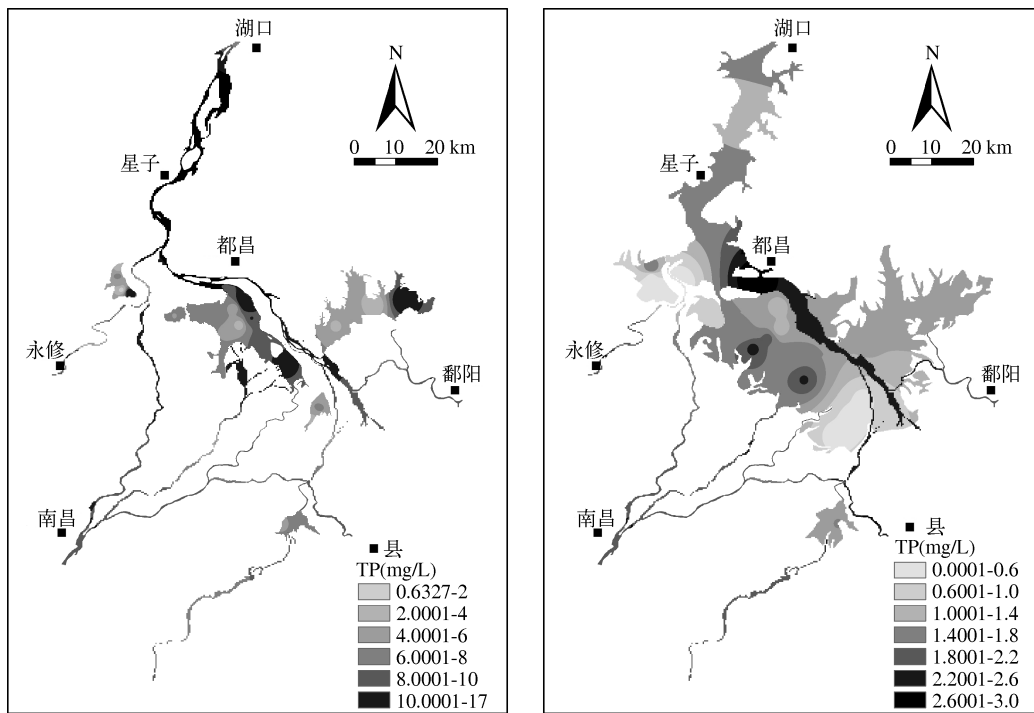 湖口
N
0 10 20 km
星子
都昌
永修
鄱阳
南昌
县
TP(mg/L)
0.6327-2
2.0001-4
4.0001-6
6.0001-8
8.0001-10
10.0001-17
湖口
N
0 10 20 km
星子
都昌
永修
鄱阳
南昌
县
TP(mg/L)
0.0001-0.6
0.6001-1.0
1.0001-1.4
1.4001-1.8
1.8001-2.2
2.2001-2.6
2.6001-3.0